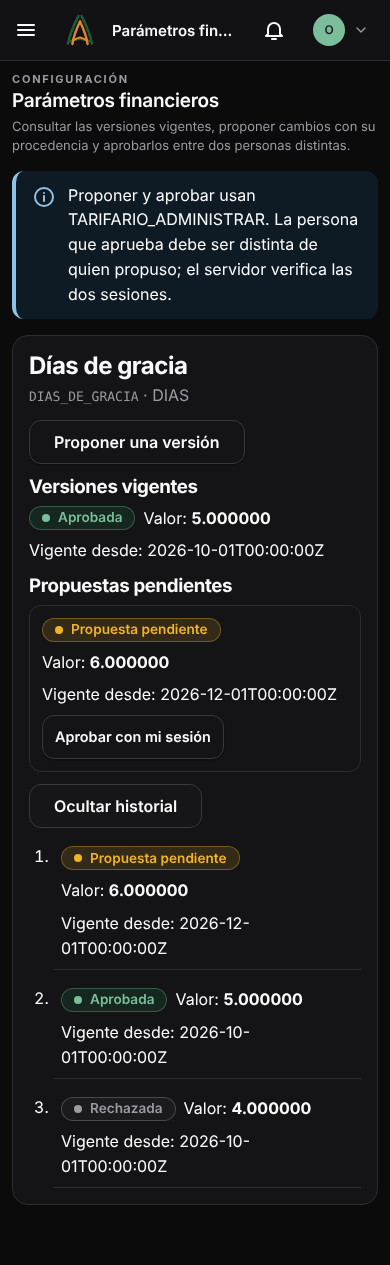 Parámetros fin...
O
CONFIGURACIÓN
Parámetros financieros
Consultar las versiones vigentes, proponer cambios con su
procedencia y aprobarlos entre dos personas distintas.
Proponer y aprobar usan
TARIFARIO_ADMINISTRAR. La persona
que aprueba debe ser distinta de
quien propuso; el servidor verifica las
dos sesiones.
Días de gracia
DIAS_DE_GRACIA · DIAS
Proponer una versión
Versiones vigentes
Aprobada Valor: 5.000000
Vigente desde: 2026-10-01T00:00:00Z
Propuestas pendientes
Propuesta pendiente
Valor: 6.000000
Vigente desde: 2026-12-01T00:00:00Z
Aprobar con mi sesión
Ocultar historial
1. Propuesta pendiente
Valor: 6.000000
Vigente desde: 2026-12-
01T00:00:00Z
2. Aprobada Valor: 5.000000
Vigente desde: 2026-10-
01T00:00:00Z
3. Rechazada Valor: 4.000000
Vigente desde: 2026-10-
01T00:00:00Z